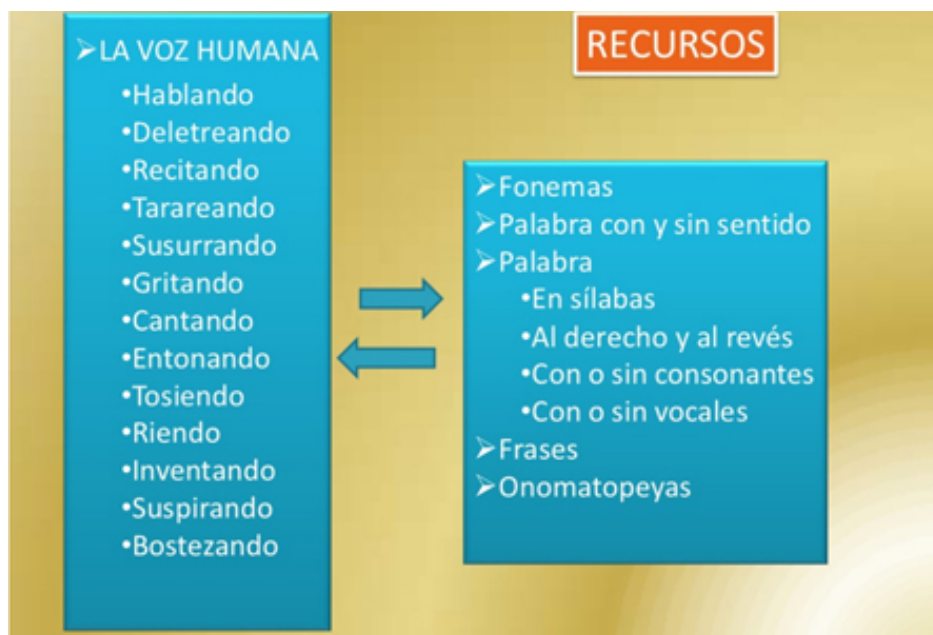 ➢LA VOZ HUMANA
•Hablando
•Deletreando
•Recitando
•Tarareando
•Susurrando
•Gritando
•Cantando
•Entonando
•Tosiendo
•Riendo
•Inventando
•Suspirando
•Bostezando
RECURSOS
➢Fonemas
➢Palabra con y sin sentido
➢Palabra
•En sílabas
•Al derecho y al revés
•Con o sin consonantes
•Con o sin vocales
➢Frases
➢Onomatopeyas